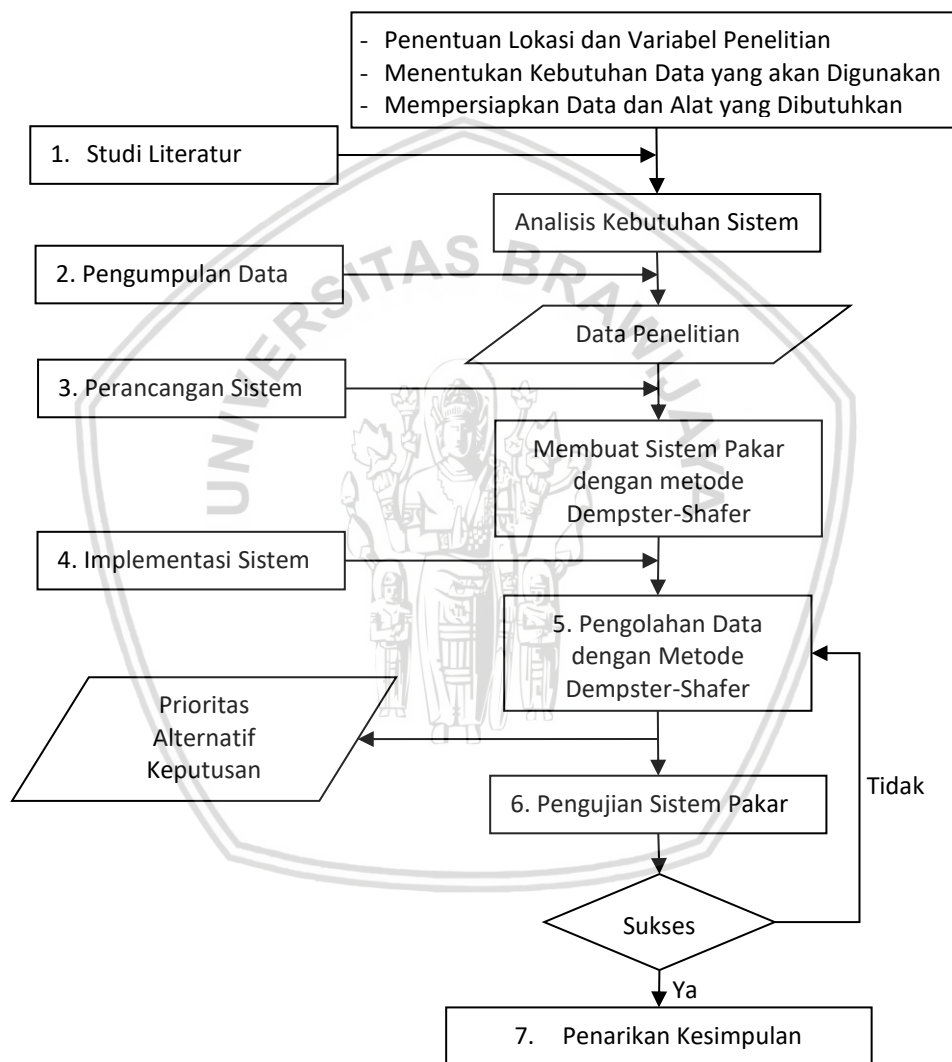 - Penentuan Lokasi dan Variabel Penelitian
- Menentukan Kebutuhan Data yang akan Digunakan
- Mempersiapkan Data dan Alat yang Dibutuhkan
1. Studi Literatur
Analisis Kebutuhan Sistem
2. Pengumpulan Data
UNIVERSITAS BRAWIJAYA
Data Penelitian
3. Perancangan Sistem
Membuat Sistem Pakar
dengan metode
Dempster-Shafer
4. Implementasi Sistem
5. Pengolahan Data
dengan Metode
Dempster-Shafer
Prioritas
Alternatif
Keputusan
6. Pengujian Sistem Pakar
Tidak
Sukses
Ya
7. Penarikan Kesimpulan